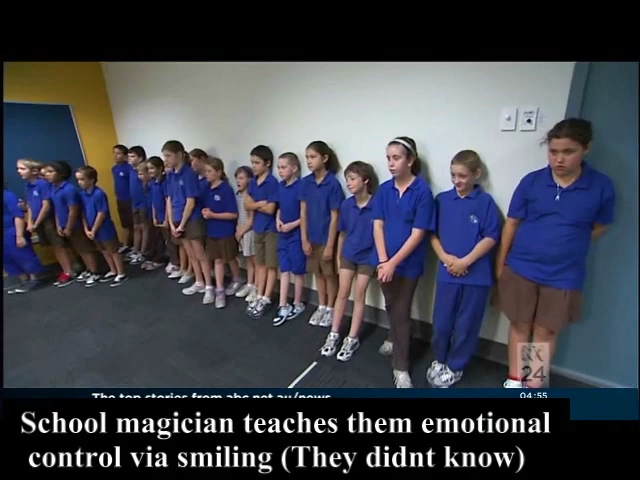 24
The top stories from abc.net.au/news
04:55
School magician teaches them emotional
control via smiling (They didnt know)